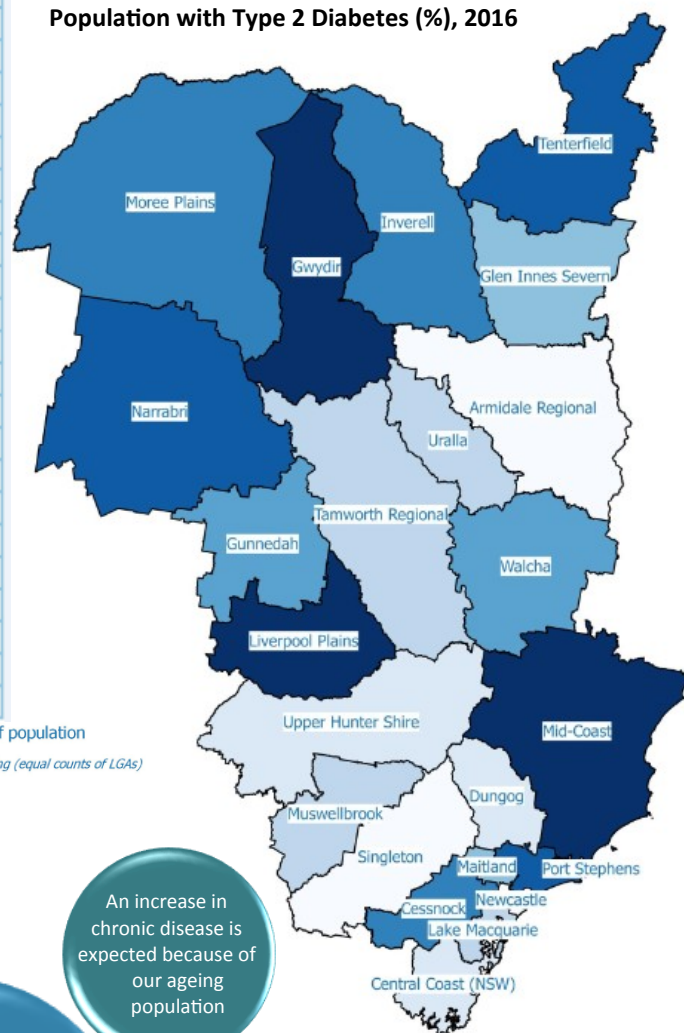 Population with Type 2 Diabetes (%), 2016
Tenterfield
Moree Plains
Inverell
Gwydir
Glen Innes Severn
Narrabri
Armidale Regional
Uralla
Tamworth Regional
Gunnedah
Walcha
Liverpool Plains
Upper Hunter Shire
Mid-Coast
f population
ng (equal counts of LGAs)
Dungog
Muswellbrook
Singleton
Maitland
Port Stephens
Cessnock
Newcastle
Lake Macquarie
Central Coast (NSW)
An increase in
chronic disease is
expected because of
our ageing
population